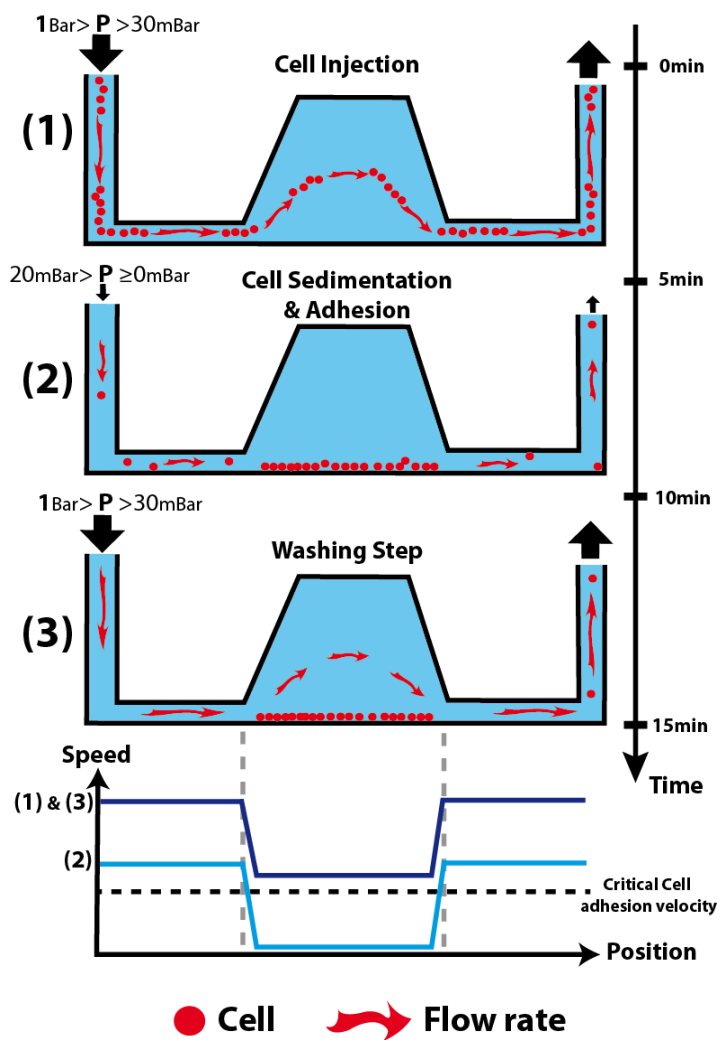 1Bar> P >30mBar
Cell Injection
0min
(1)
5min
20mBar> P ≥0mBar
Cell Sedimentation
& Adhesion
(2)
10min
1Bar> P >30mBar
Washing Step
(3)
15min
Speed
Time
(1) & (3)
(2)
Critical Cell
adhesion velocity
Position
Cell
Flow rate